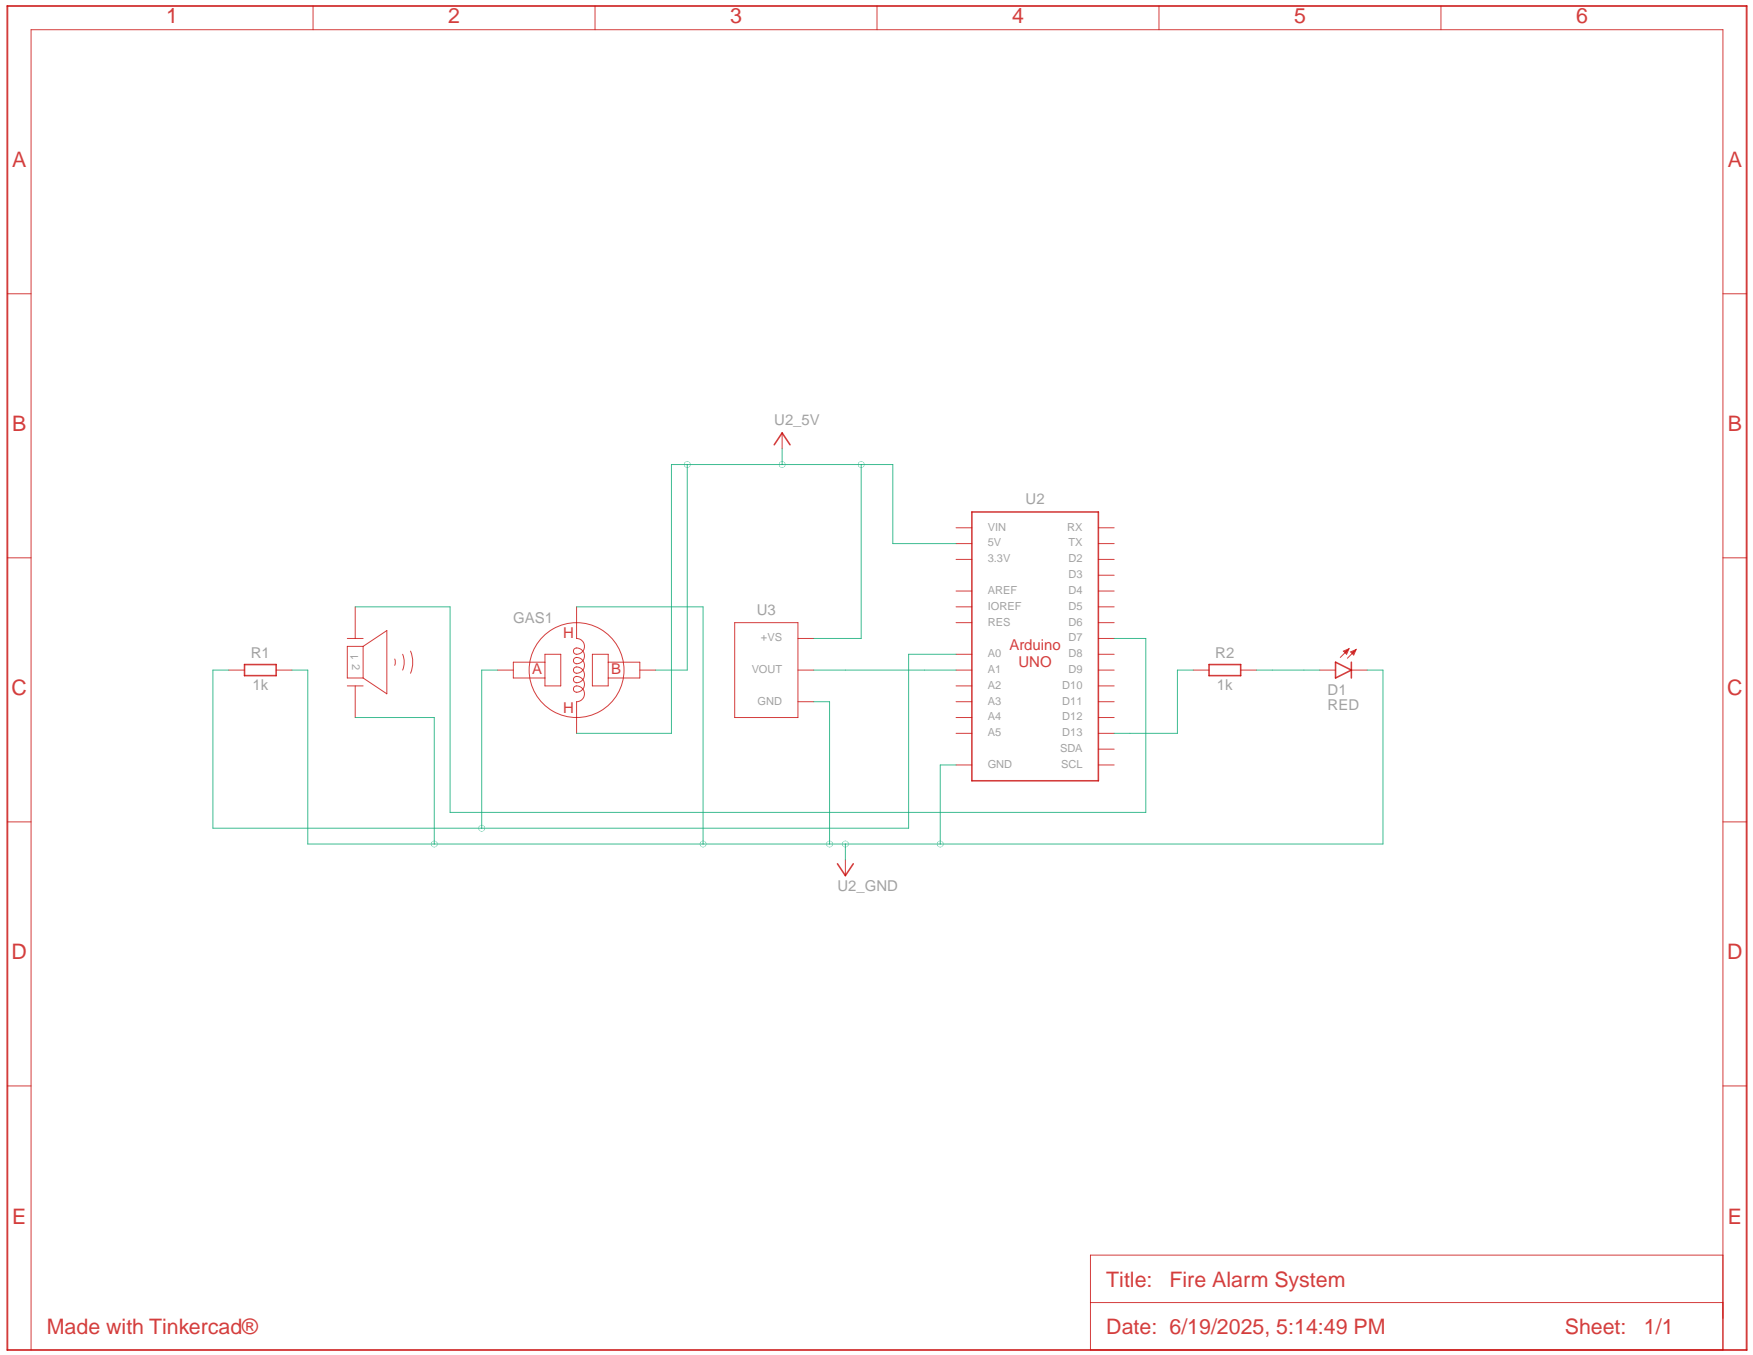 1 2 3 4 5 6
A A
B B
U2_5V
U2
VIN RX
5V TX
3.3V D2
D3
AREF D4
IOREF D5
RES D6
D7
A0 D8
A1 D9
A2 D10
A3 D11
A4 D12
A5 D13
SDA
GND SCL
Arduino
UNO
U3
+VS
VOUT
GND
GAS1
H
A B
H
1 2
R1
1k
R2
1k
D1
RED
C C
U2_GND
D D
E E
Title: Fire Alarm System
Date: 6/19/2025, 5:14:49 PM Sheet: 1/1
Made with Tinkercad®